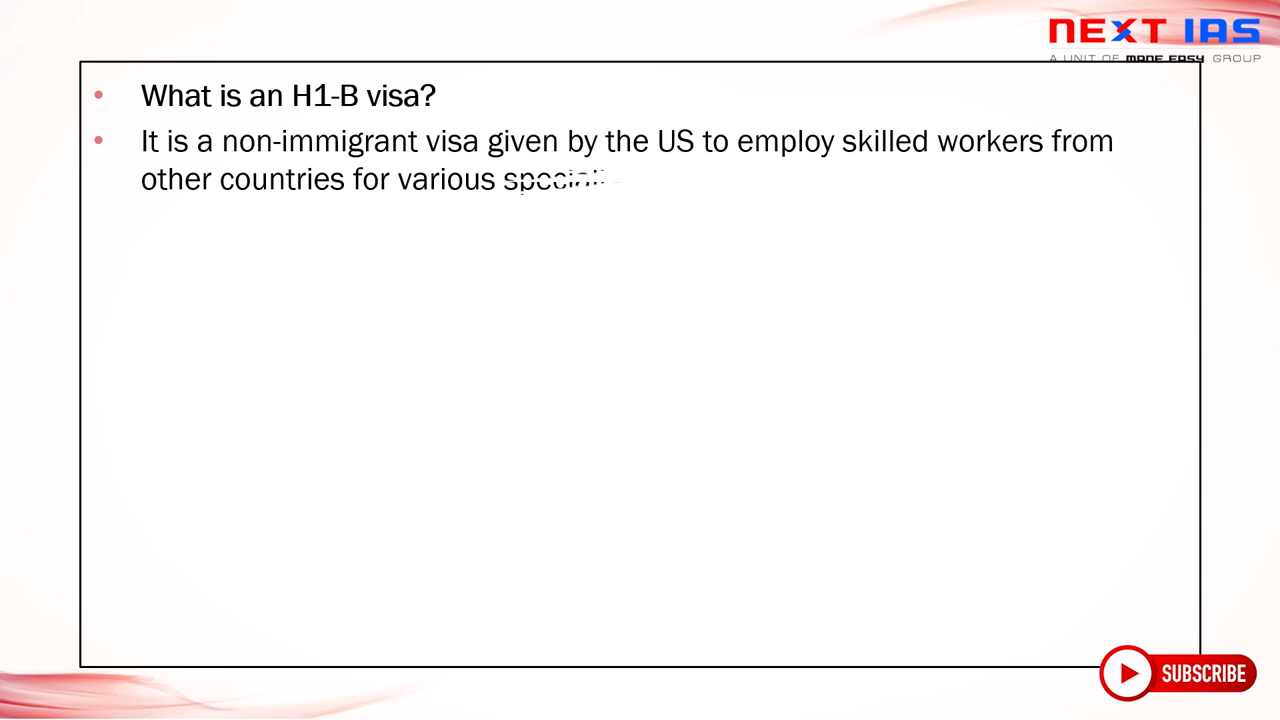 NEXT IAS
A UNIT OF MADE EASY GROUP
• What is an H1-B visa?
• It is a non-immigrant visa given by the US to employ skilled workers from
other countries for various
SUBSCRIBE